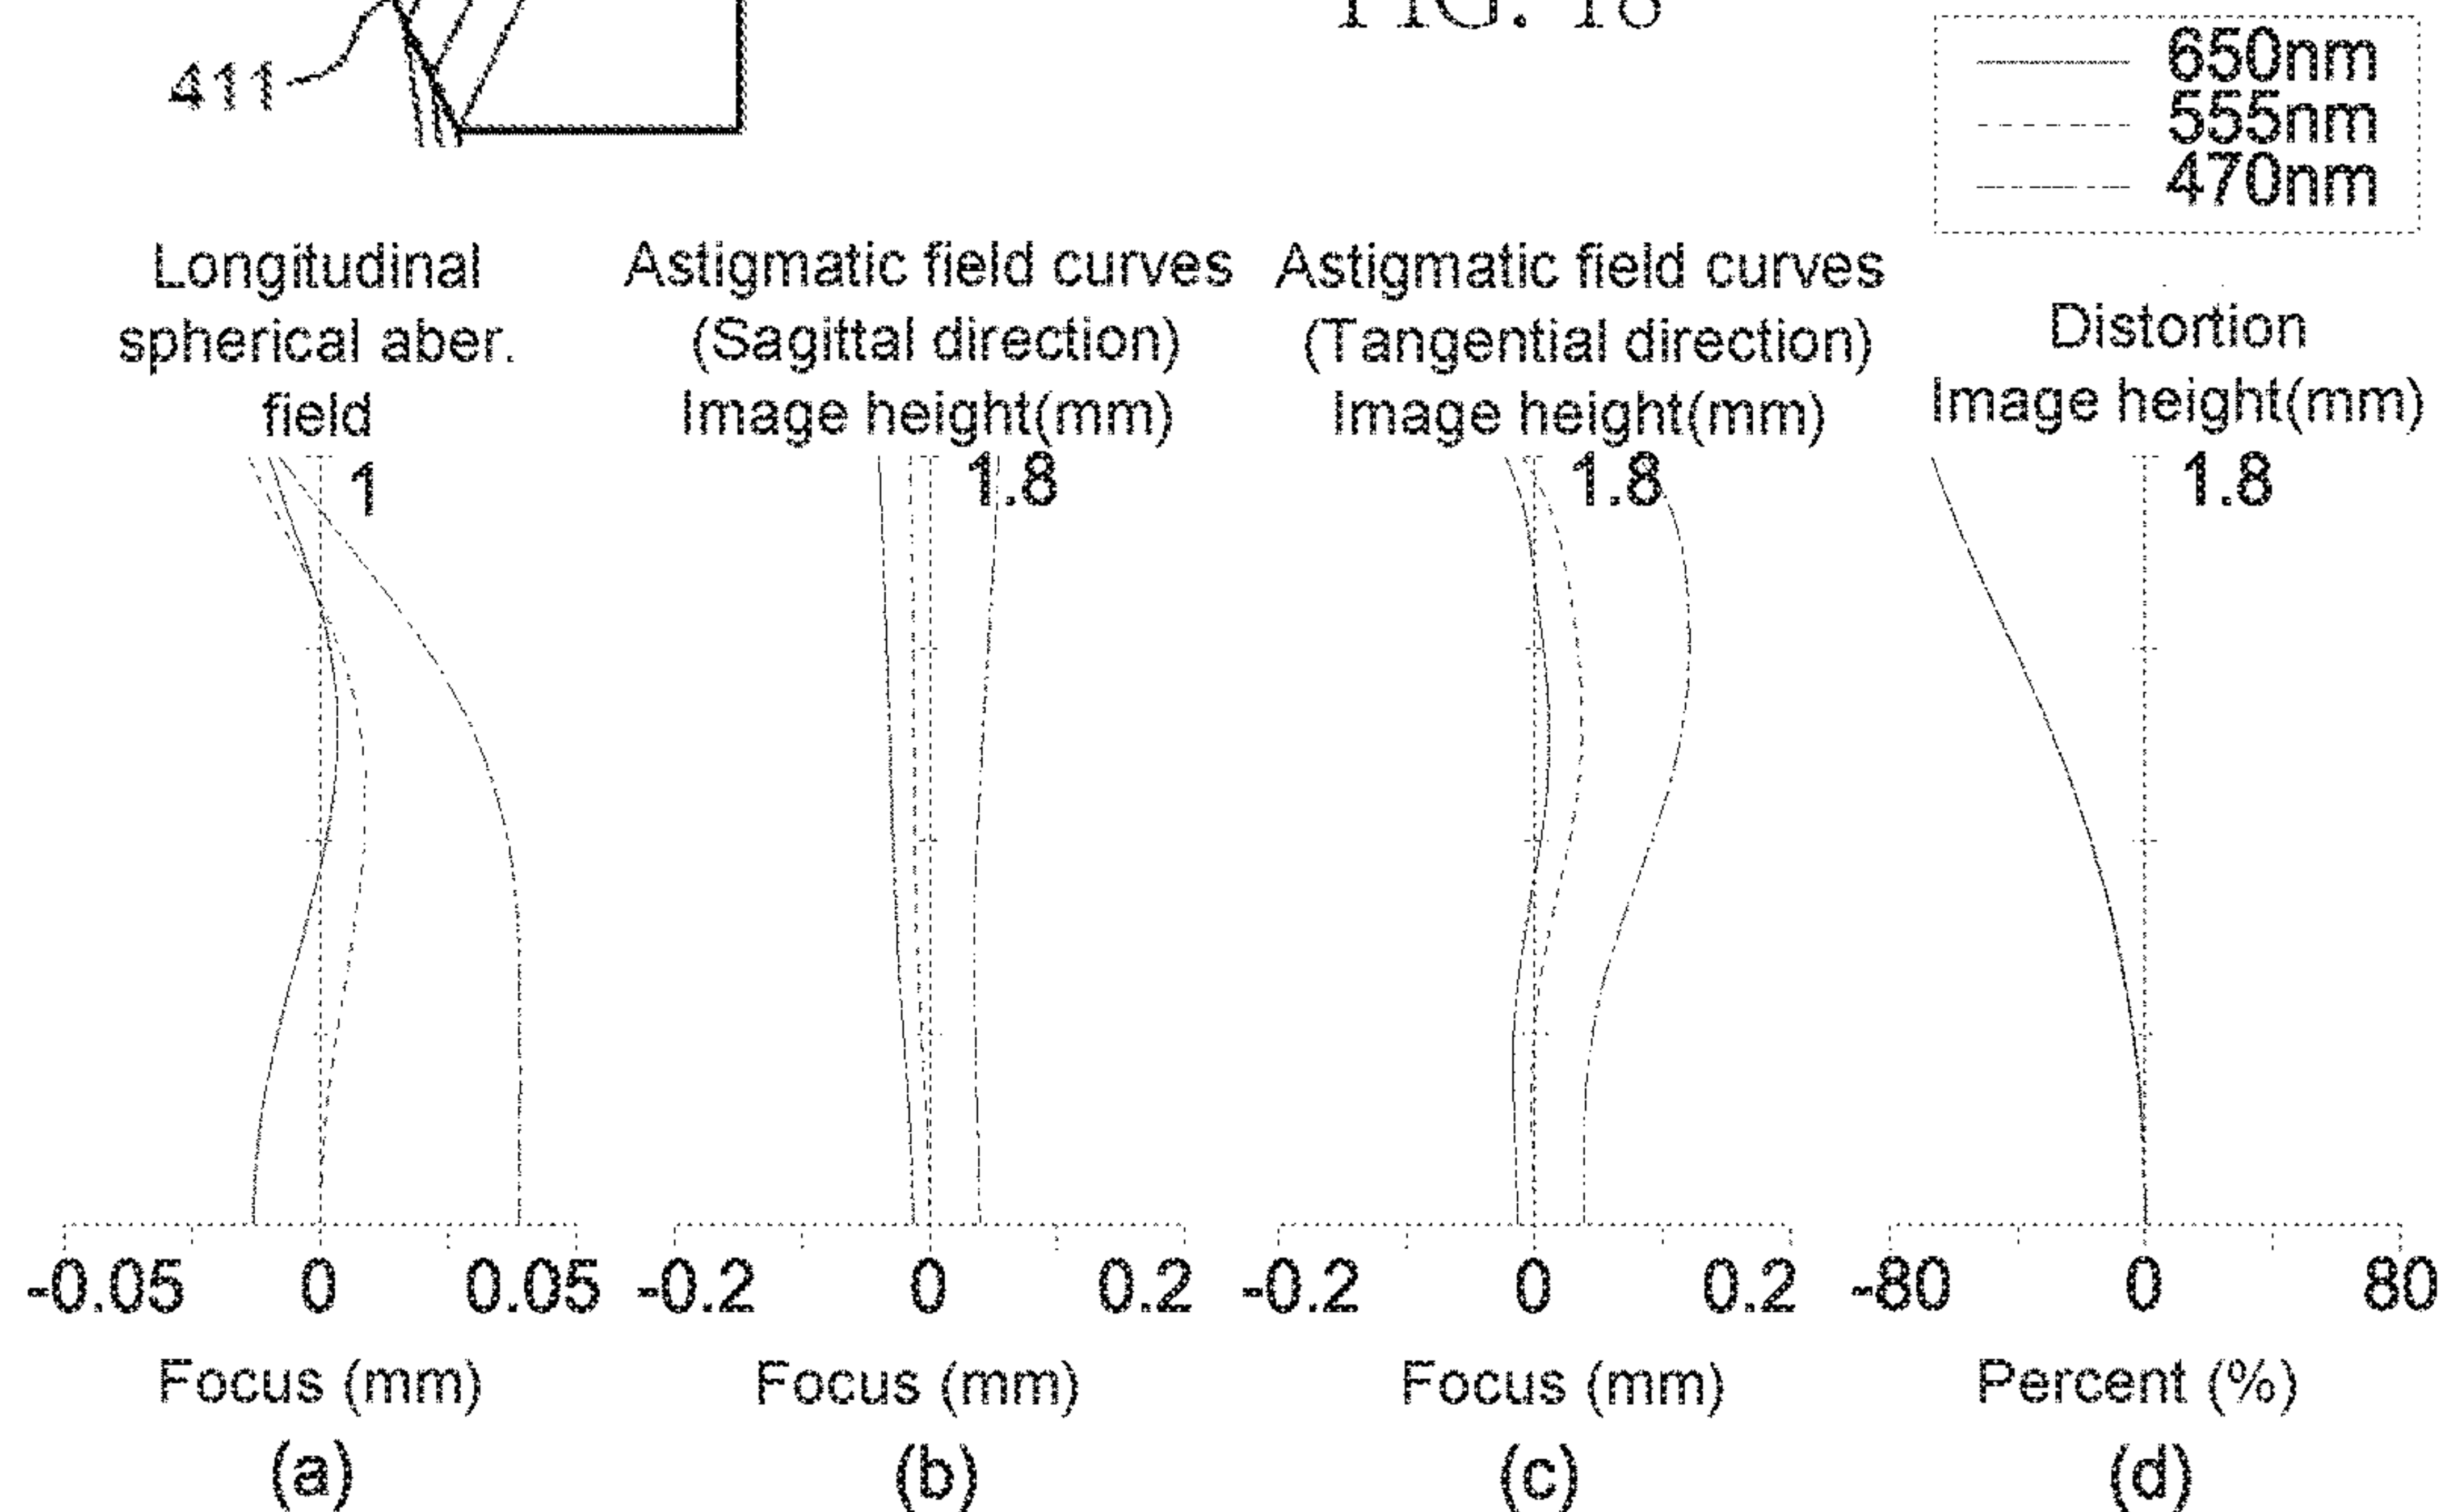 FIG. 18
411
650nm
555nm
470nm
Longitudinal
spherical aber.
field
Astigmatic field curves
(Sagittal direction)
Image height(mm)
Astigmatic field curves
(Tangential direction)
Image height(mm)
Distortion
Image height(mm)
1
1.8
1.8
1.8
-0.05 0 0.05
-0.2 0 0.2
-0.2 0 0.2
-80 0 80
Focus (mm)
Focus (mm)
Focus (mm)
Percent (%)
(a)
(b)
(c)
(d)